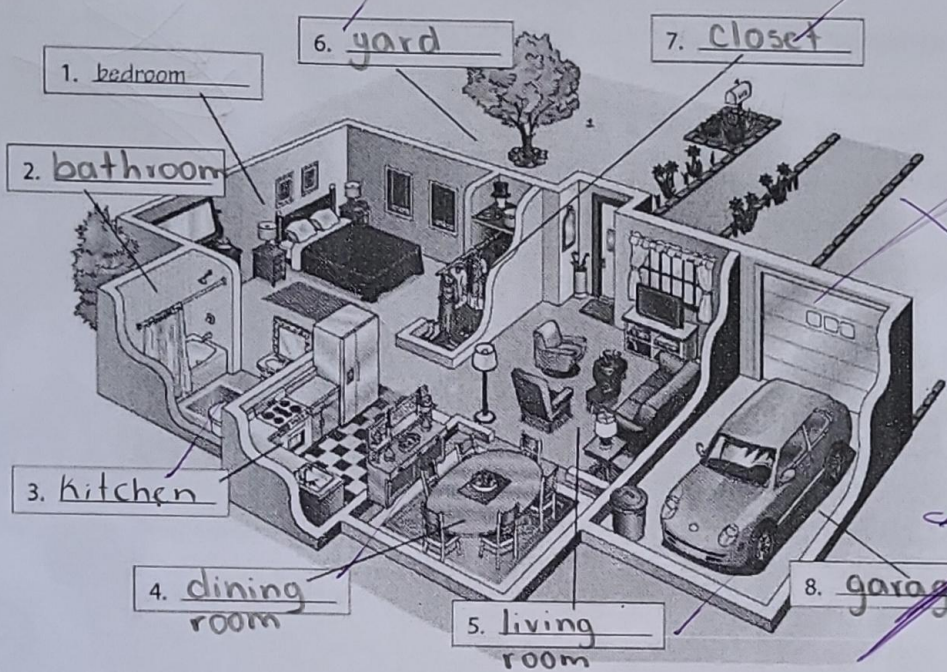 6. yard
7. closet
1. bedroom
2. bathroom
3. kitchen
4. dining
room
5. living
room
8. garag